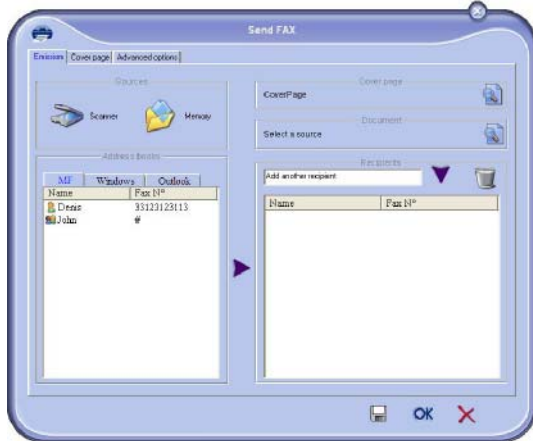 Send FAX
Emission Cover page Advanced options
Sources
Scanner Memory
Cover page
CoverPage
Document
Select a source
Address Books
MF Windows Outlook
Name Fax N°
Denis 33123123113
John #
Recipients
Add another recipient
Name Fax N°
OK